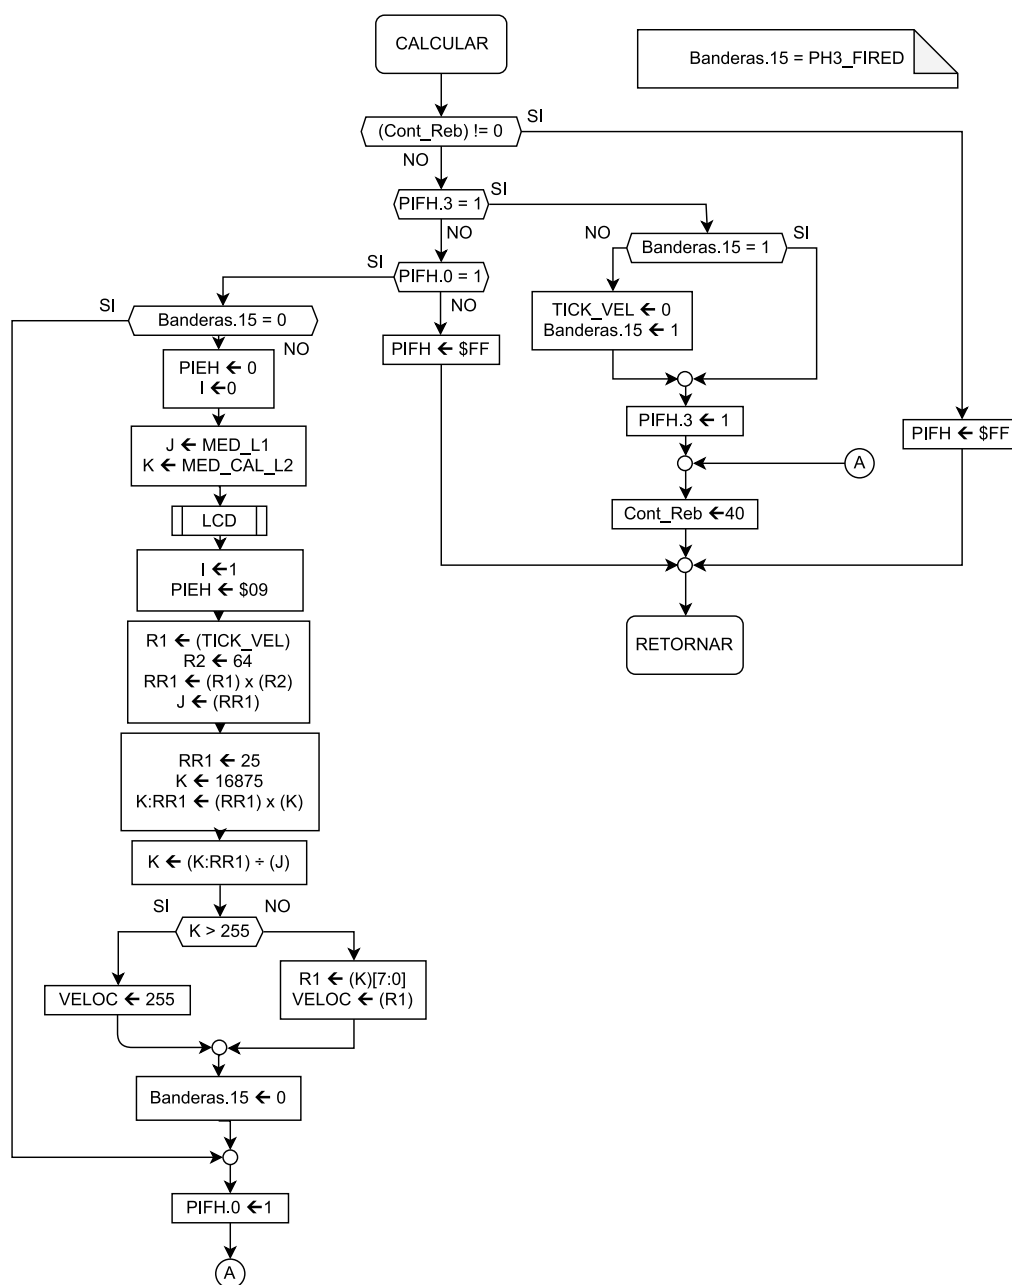 CALCULAR
Banderas.15 = PH3_FIRED
(Cont_Reb) != 0
SI
NO
PIFH.3 = 1
SI
NO
NO
Banderas.15 = 1
SI
SI
PIFH.0 = 1
NO
SI
Banderas.15 = 0
NO
TICK_VEL ← 0
Banderas.15 ← 1
PIFH ← $FF
PIEH ← 0
I ←0
PIFH.3 ← 1
PIFH ← $FF
J ← MED_L1
K ← MED_CAL_L2
A
LCD
Cont_Reb ←40
I ←1
PIEH ← $09
RETORNAR
R1 ← (TICK_VEL)
R2 ← 64
RR1 ← (R1) x (R2)
J ← (RR1)
RR1 ← 25
K ← 16875
K:RR1 ← (RR1) x (K)
K ← (K:RR1) ÷ (J)
SI
NO
K > 255
VELOC ← 255
R1 ← (K)[7:0]
VELOC ← (R1)
Banderas.15 ← 0
PIFH.0 ←1
A